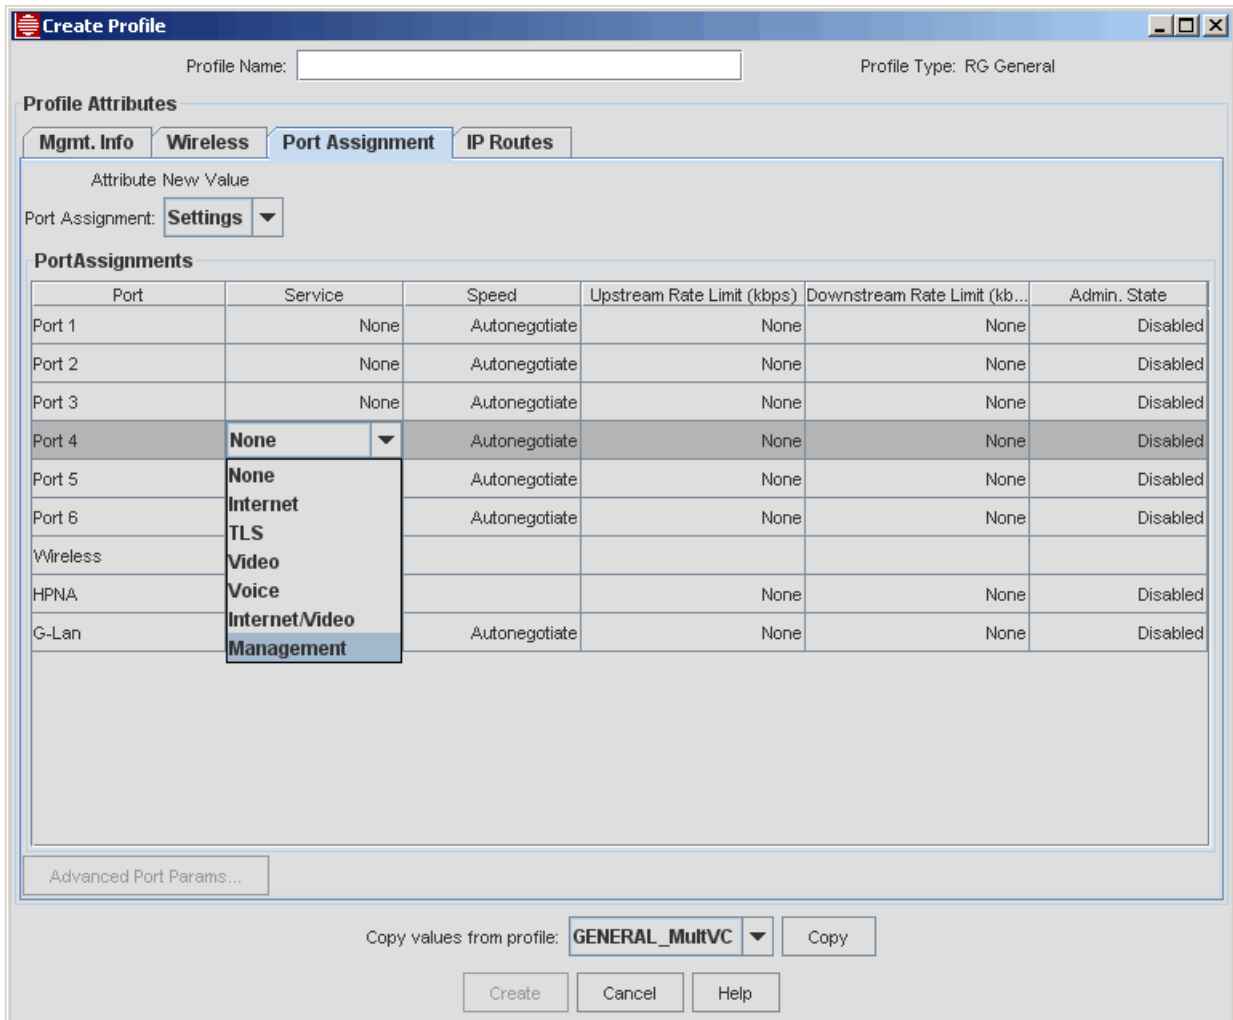 Create Profile
Profile Name: Profile Type: RG General
Profile Attributes
Mgmt. Info Wireless Port Assignment IP Routes
Attribute New Value
Port Assignment: Settings
PortAssignments
Port Service Speed Upstream Rate Limit (kbps) Downstream Rate Limit (kb... Admin. State
Port 1 None Autonegotiate None None Disabled
Port 2 None Autonegotiate None None Disabled
Port 3 None Autonegotiate None None Disabled
Port 4 None Autonegotiate None None Disabled
Port 5 None Autonegotiate None None Disabled
Internet
Port 6 TLS Autonegotiate None None Disabled
Wireless Video
HPNA Voice None None Disabled
Internet/Video
G-Lan Autonegotiate None None Disabled
Management
Advanced Port Params...
Copy values from profile: GENERAL_MultVC Copy
Create Cancel Help